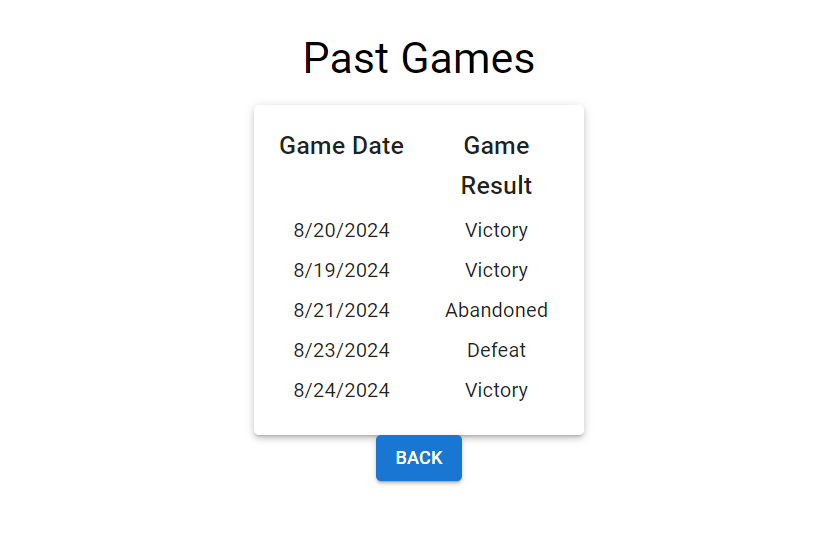 Past Games
Game Date Game
Result
8/20/2024 Victory
8/19/2024 Victory
8/21/2024 Abandoned
8/23/2024 Defeat
8/24/2024 Victory
BACK